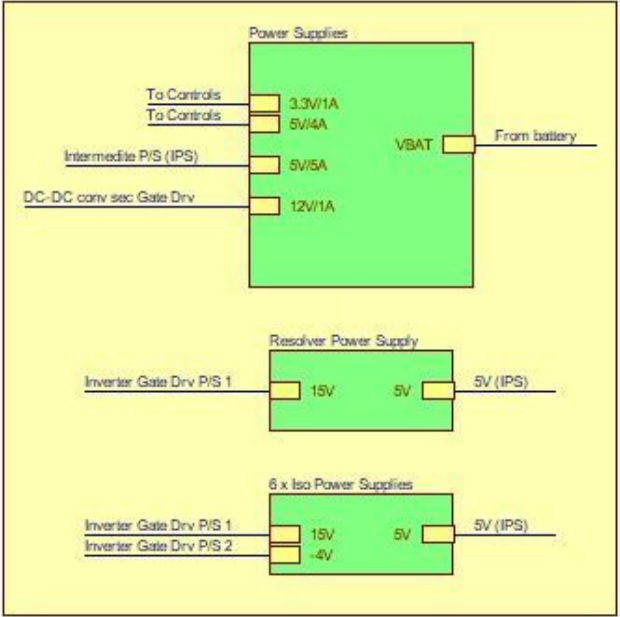 Power Supplies
To Controls
3.3V/1A
To Controls
5V/4A
VBAT
From battery
Intermedite P/S (IPS)
5V/5A
DC-DC conv sec Gate Drv
12V/1A
Resolver Power Supply
Inverter Gate Drv P/S 1
15V
5V
5V (IPS)
6 x Iso Power Supplies
Inverter Gate Drv P/S 1
15V
5V
5V (IPS)
Inverter Gate Drv P/S 2
-4V